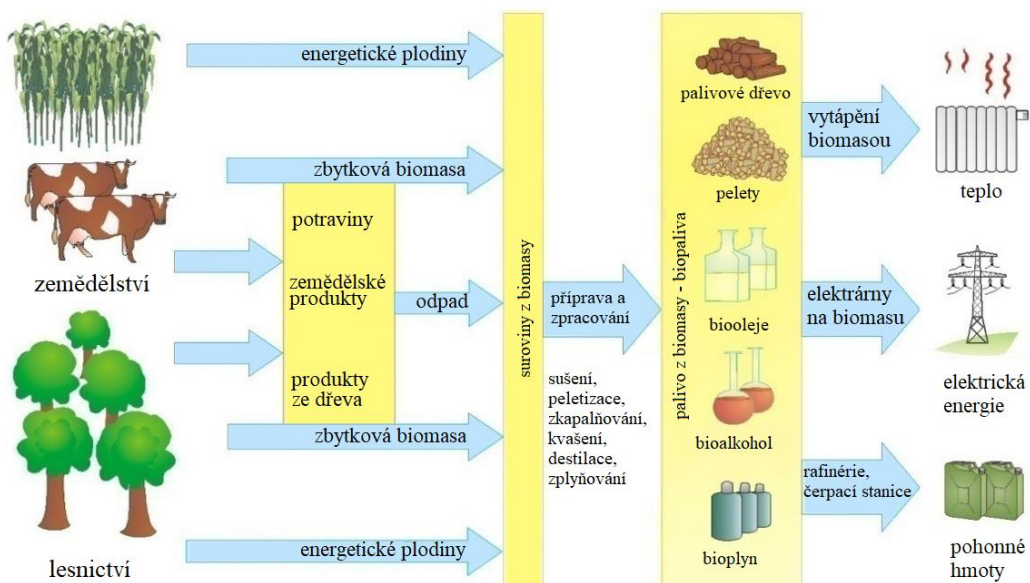 energetické plodiny
zbytková biomasa
potraviny
zemědělství
zemědělské
produkty
odpad
produkty
ze dřeva
zbytková biomasa
energetické plodiny
lesnictví
suroviny z biomasy
příprava a
zpracování
sušení,
peletizace,
zkapalňování,
kvašení,
destilace,
zplyňování
palivo z biomasy - biopaliva
palivové dřevo
pelety
biooleje
bioalkohol
bioplyn
vytápění
biomasou
teplo
elektrárny
na biomasu
elektrická
energie
rafinérie,
čerpací stanice
pohonné
hmoty